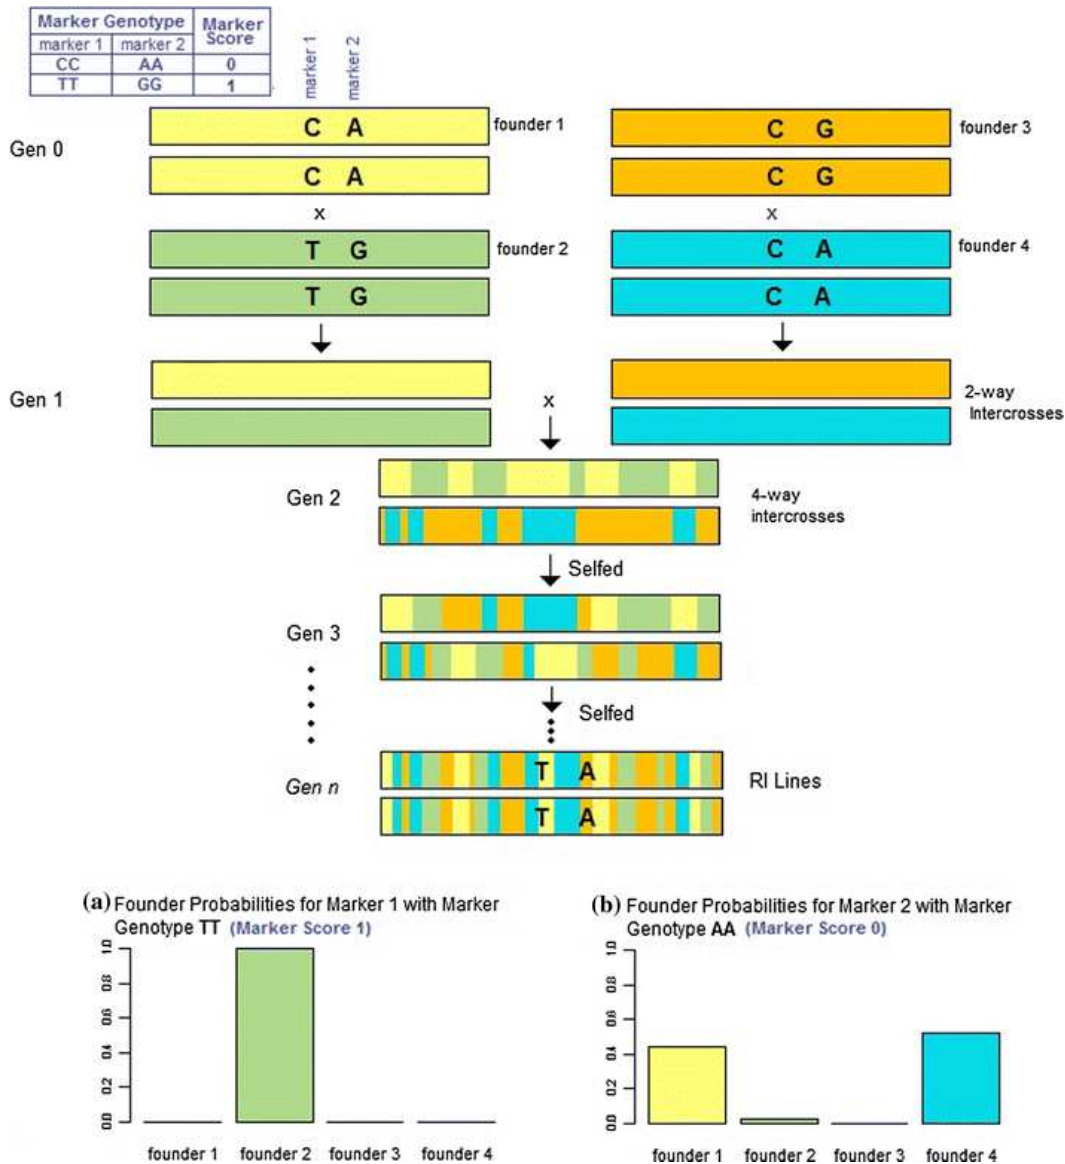 Marker Genotype Marker Score
marker 1 marker 2
CC AA 0
TT GG 1
marker 1
marker 2
Gen 0
C A founder 1
C A
x
T G founder 2
T G
C G founder 3
C G
x
C A founder 4
C A
Gen 1
x
2-way
Intercrosses
Gen 2
4-way
intercrosses
Selfed
Gen 3
Selfed
Gen n
T A
T A
RI Lines
(a) Founder Probabilities for Marker 1 with Marker
Genotype TT (Marker Score 1)
1.0
0.8
0.6
0.4
0.2
0.0
founder 1 founder 2 founder 3 founder 4
(b) Founder Probabilities for Marker 2 with Marker
Genotype AA (Marker Score 0)
1.0
0.8
0.6
0.4
0.2
0.0
founder 1 founder 2 founder 3 founder 4